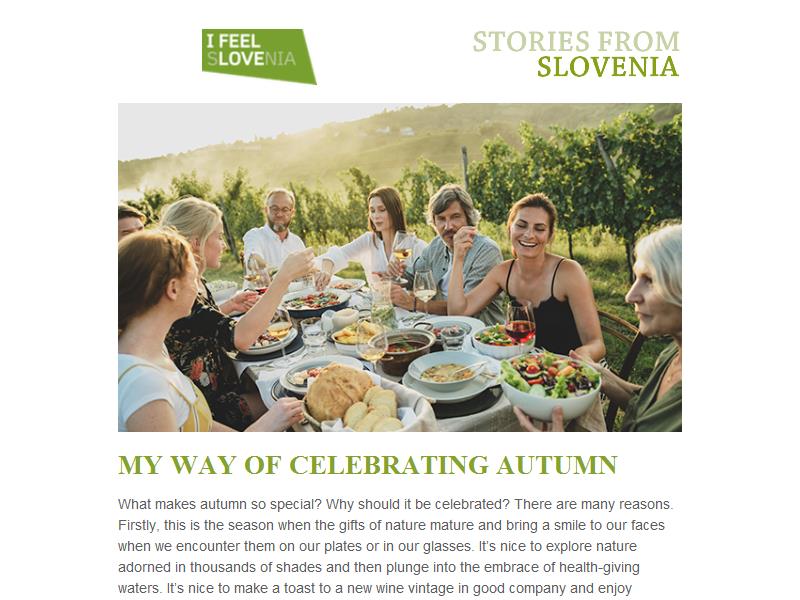 I FEEL
SLOVENIA
STORIES FROM
SLOVENIA
MY WAY OF CELEBRATING AUTUMN
What makes autumn so special? Why should it be celebrated? There are many reasons.
Firstly, this is the season when the gifts of nature mature and bring a smile to our faces
when we encounter them on our plates or in our glasses. It’s nice to explore nature
adorned in thousands of shades and then plunge into the embrace of health-giving
waters. It’s nice to make a toast to a new wine vintage in good company and enjoy